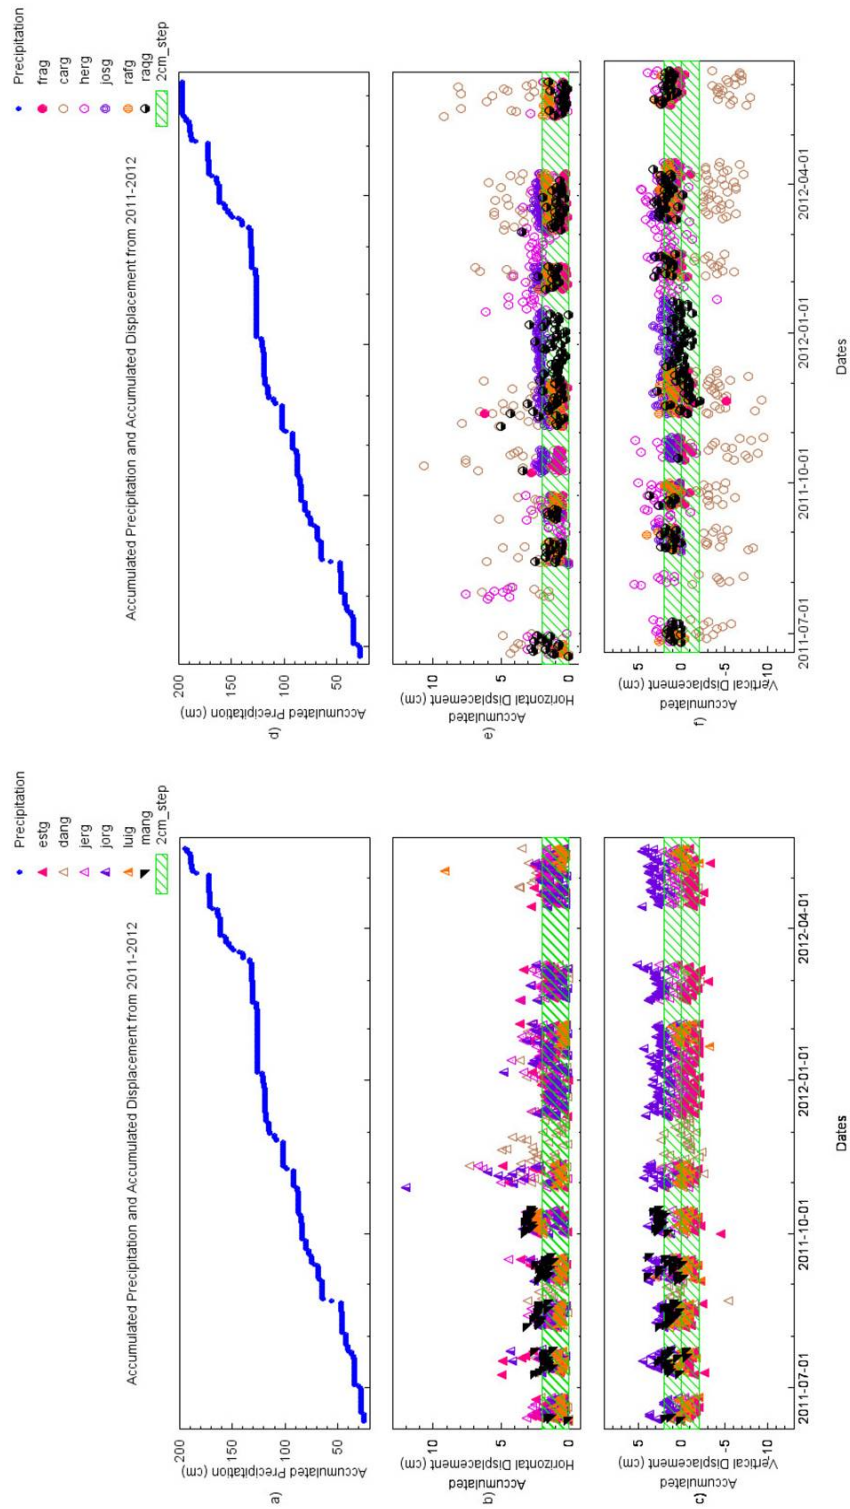 Precipitation
estg
dang
jerg
jorg
luig
mang
2cm_step
Accumulated Precipitation and Accumulated Displacement from 2011-2012
a)
Accumulated Precipitation
(cm)
200
150
100
50
b)
Accumulated
Horizontal Displacement
(cm)
10
5
0
c)
Accumulated
Vertical Displacement
(cm)
5
0
-5
-10
2011-07-01
2011-10-01
2012-01-01
2012-04-01
Dates
Precipitation
frag
carg
herg
josg
rafg
raqg
2cm_step
Accumulated Precipitation and Accumulated Displacement from 2011-2012
d)
Accumulated Precipitation
(cm)
200
150
100
50
e)
Accumulated
Horizontal Displacement
(cm)
10
5
0
f)
Accumulated
Vertical Displacement
(cm)
5
0
-5
-10
2011-07-01
2011-10-01
2012-01-01
2012-04-01
Dates